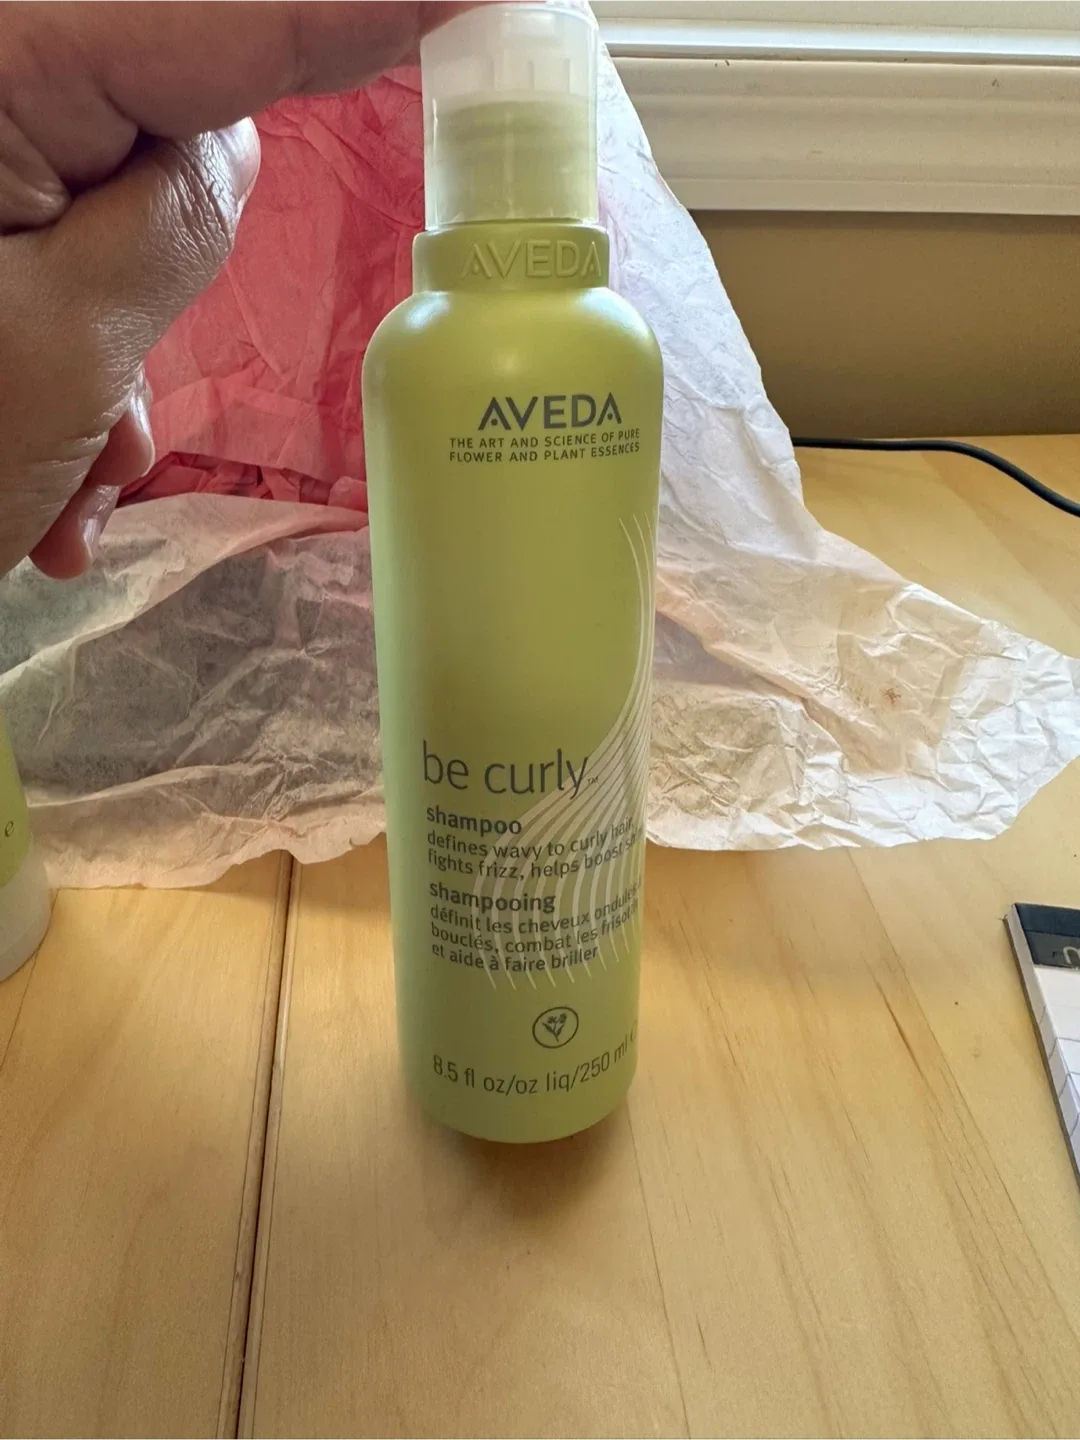 AVEDA
AVEDA
THE ART AND SCIENCE OF PURE
FLOWER AND PLANT ESSENCES
be curly™
shampoo
defines wavy to curly hair,
fights frizz, helps boost
shampooing
définit les cheveux ondulés
bouclés, combat les
et aide à faire briller
8.5 fl oz/oz liq/250 ml e